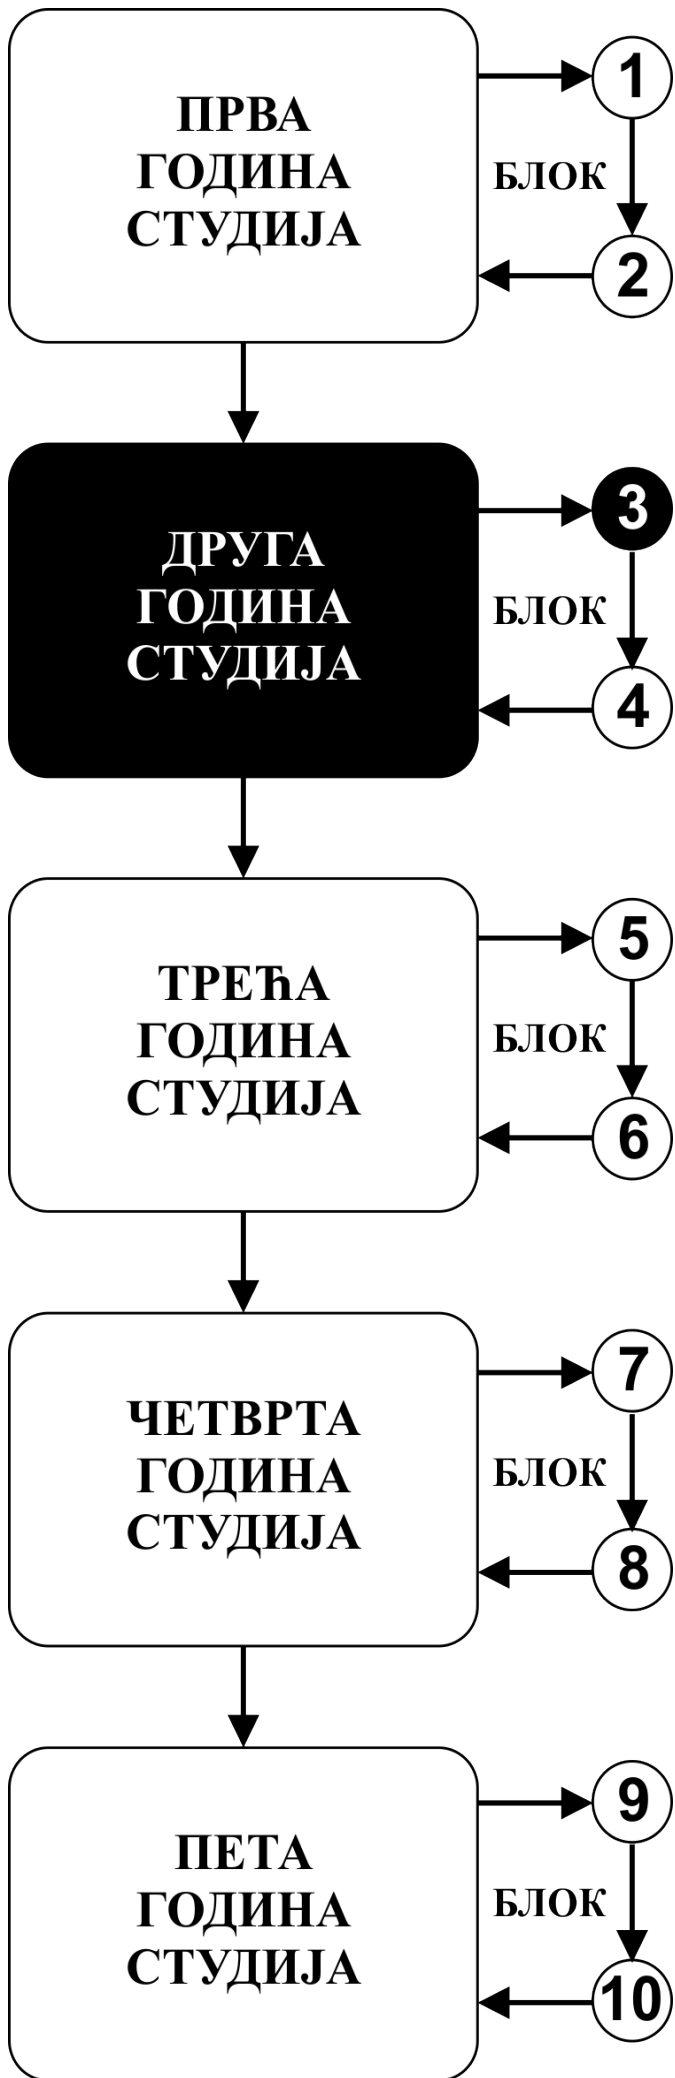 ПРВА
ГОДИНА
СТУДИЈА
1
БЛОК
2
ДРУГА
ГОДИНА
СТУДИЈА
3
БЛОК
4
ТРЕЋА
ГОДИНА
СТУДИЈА
5
БЛОК
6
ЧЕТВРТА
ГОДИНА
СТУДИЈА
7
БЛОК
8
ПЕТА
ГОДИНА
СТУДИЈА
9
БЛОК
10